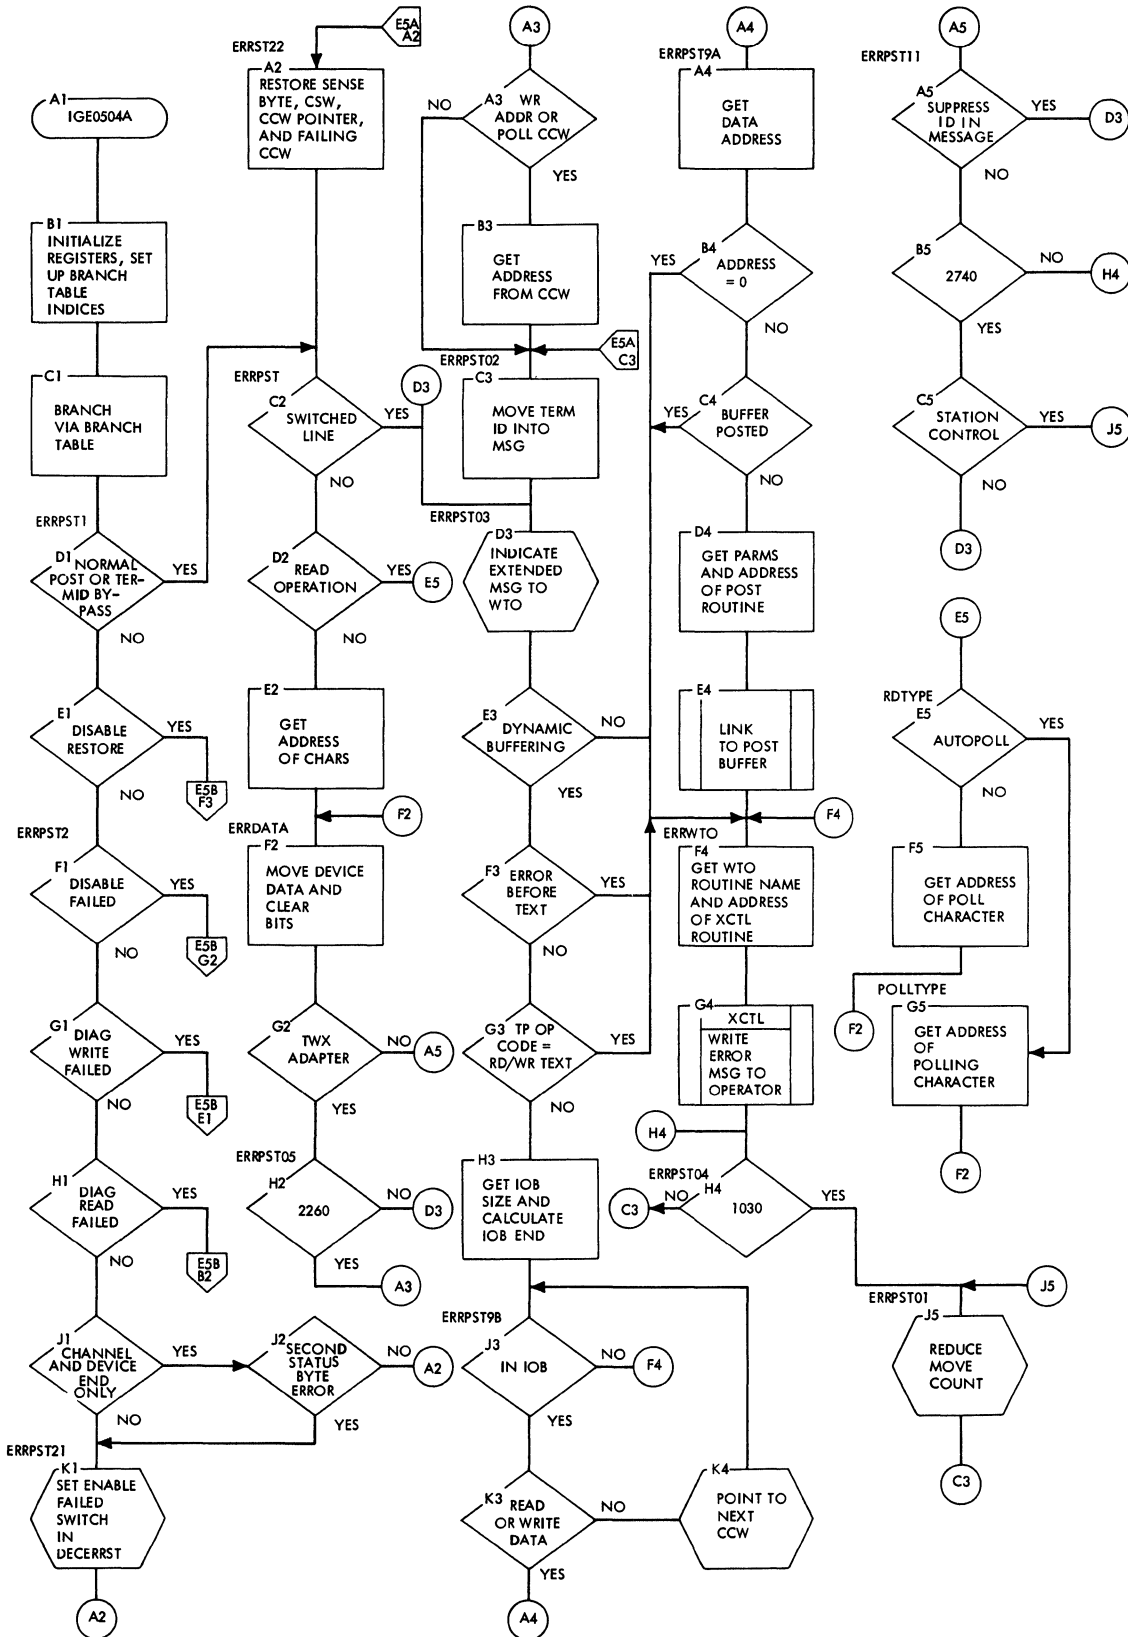 A1
IGE0504A
B1
INITIALIZE
REGISTERS, SET
UP BRANCH
TABLE
INDICES
C1
BRANCH
VIA BRANCH
TABLE
ERRPST1
D1
NORMAL
POST OR TER-
MID BY-
PASS
YES
NO
E1
DISABLE
RESTORE
YES
E5B
F3
NO
ERRPST2
F1
DISABLE
FAILED
YES
E5B
G2
NO
G1
DIAG
WRITE
FAILED
YES
E5B
E1
NO
H1
DIAG
READ
FAILED
YES
E5B
B2
NO
J1
CHANNEL
AND DEVICE
END
ONLY
YES
NO
ERRPST21
K1
SET ENABLE
FAILED
SWITCH
IN
DECERRST
A2
E5A
A2
ERRST22
A2
RESTORE SENSE
BYTE, CSW,
CCW POINTER,
AND FAILING
CCW
ERRPST
C2
SWITCHED
LINE
YES
D3
NO
D2
READ
OPERATION
YES
E5
NO
E2
GET
ADDRESS
OF CHARS
F2
ERRDATA
F2
MOVE DEVICE
DATA AND
CLEAR
BITS
G2
TWX
ADAPTER
NO
A5
YES
ERRPST05
H2
2260
NO
D3
YES
A3
J2
SECOND
STATUS
BYTE
ERROR
NO
A2
YES
A3
A3
WR
ADDR OR
POLL CCW
NO
YES
B3
GET
ADDRESS
FROM CCW
E5A
C3
ERRPST02
C3
MOVE TERM
ID INTO
MSG
ERRPST03
D3
INDICATE
EXTENDED
MSG TO
WTO
E3
DYNAMIC
BUFFERING
NO
YES
F3
ERROR
BEFORE
TEXT
YES
NO
G3
TP OP
CODE =
RD/WR TEXT
YES
NO
H3
GET IOB
SIZE AND
CALCULATE
IOB END
ERRPST9B
J3
IN IOB
NO
F4
YES
K3
READ
OR WRITE
DATA
NO
YES
A4
A4
ERRPST9A
A4
GET
DATA
ADDRESS
B4
ADDRESS
= 0
YES
NO
C4
BUFFER
POSTED
YES
NO
D4
GET PARMS
AND ADDRESS
OF POST
ROUTINE
E4
LINK
TO POST
BUFFER
F4
ERRWTO
F4
GET WTO
ROUTINE NAME
AND ADDRESS
OF XCTL
ROUTINE
G4
XCTL
WRITE
ERROR
MSG TO
OPERATOR
H4
ERRPST04
H4
1030
NO
C3
YES
K4
POINT TO
NEXT
CCW
A5
ERRPST11
A5
SUPPRESS
ID IN
MESSAGE
YES
D3
NO
B5
2740
NO
H4
YES
C5
STATION
CONTROL
YES
J5
NO
D3
E5
RDTYPE
E5
AUTOPOLL
YES
NO
F5
GET ADDRESS
OF POLL
CHARACTER
F2
POLLTYPE
G5
GET ADDRESS
OF
POLLING
CHARACTER
F2
J5
ERRPST01
J5
REDUCE
MOVE
COUNT
C3